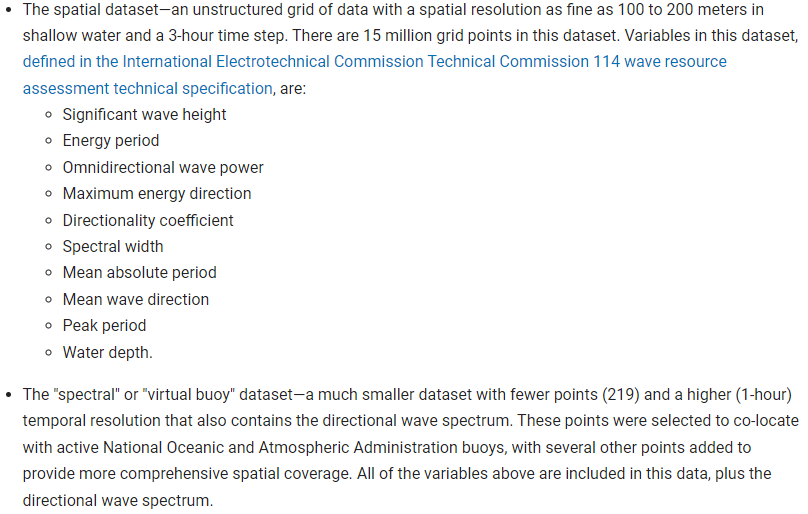 • The spatial dataset—an unstructured grid of data with a spatial resolution as fine as 100 to 200 meters in
shallow water and a 3-hour time step. There are 15 million grid points in this dataset. Variables in this dataset,
defined in the International Electrotechnical Commission Technical Commission 114 wave resource
assessment technical specification, are:
◦ Significant wave height
◦ Energy period
◦ Omnidirectional wave power
◦ Maximum energy direction
◦ Directionality coefficient
◦ Spectral width
◦ Mean absolute period
◦ Mean wave direction
◦ Peak period
◦ Water depth.
• The "spectral" or "virtual buoy" dataset—a much smaller dataset with fewer points (219) and a higher (1-hour)
temporal resolution that also contains the directional wave spectrum. These points were selected to co-locate
with active National Oceanic and Atmospheric Administration buoys, with several other points added to
provide more comprehensive spatial coverage. All of the variables above are included in this data, plus the
directional wave spectrum.